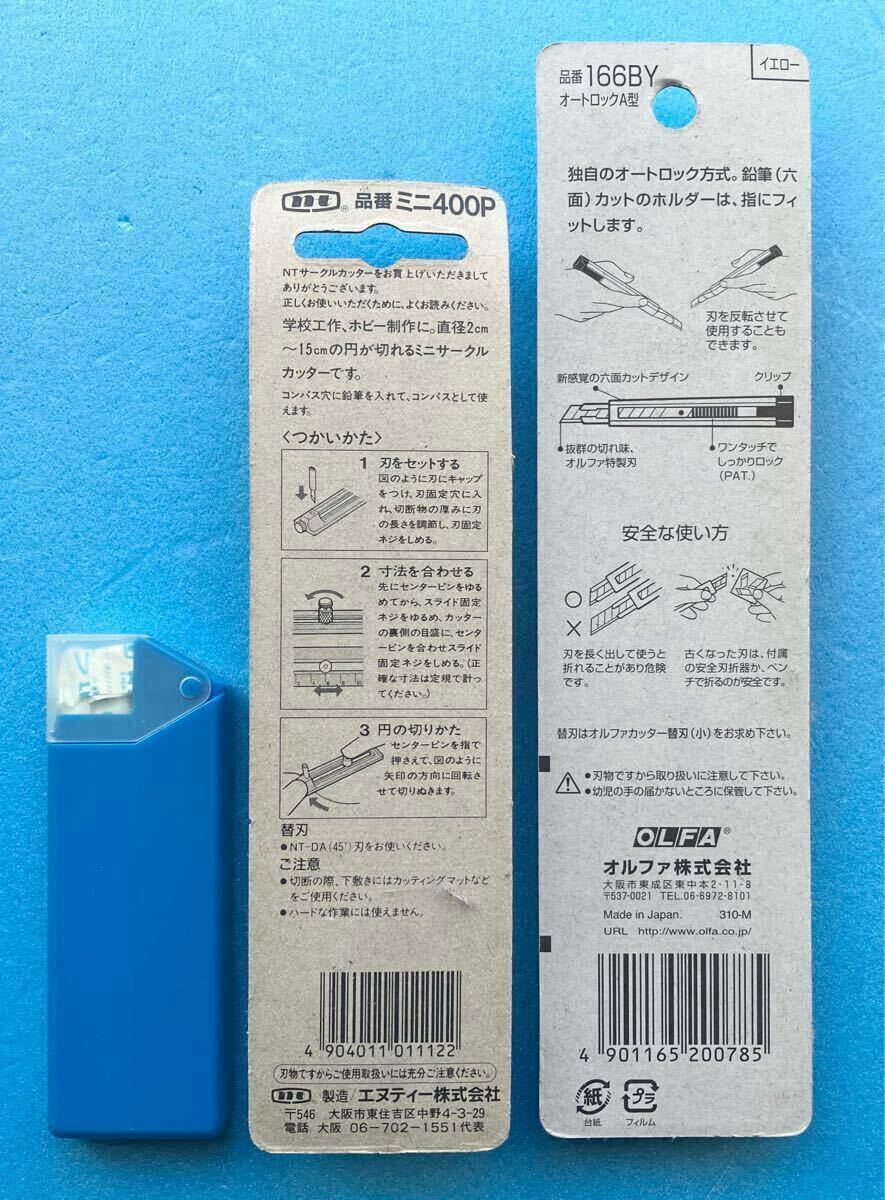 nt® 品番 ミニ400P
NTサークルカッターをお買上げいただきまして
ありがとうございます。
正しくお使いいただくために、よくお読みください。
学校工作、ホビー制作に。直径2cm
～15cmの円が切れるミニサークル
カッターです。
コンパス穴に鉛筆を入れて、コンパスとして使
えます。
〈つかいかた〉
1 刃をセットする
図のように刃にキャップ
をつけ、刃固定穴に入
れ、切断物の厚みに刃
の長さを調節し、刃固定
ネジをしめる。
2 寸法を合わせる
先にセンターピンをゆる
めてから、スライド固定
ネジをゆるめ、カッター
の裏側の目盛に、センタ
ーピンを合わせスライド
固定ネジをしめる。(正
確な寸法は定規で計っ
てください。)
3 円の切りかた
センターピンを指で
押さえて、図のように
矢印の方向に回転さ
せて切りぬきます。
替刃
●NT-DA(45°)刃をお使いください。
ご注意
●切断の際、下敷きにはカッティングマットなど
をご使用ください。
●ハードな作業には使えません。
4 904011 011122
刃物ですからご使用取扱いには充分ご注意ください。
nt 製造/エヌティー株式会社
〒546 大阪市東住吉区中野4-3-29
電話 大阪 06-702-1551代表
品番166BY
オートロックA型
イエロー
独自のオートロック方式。鉛筆(六
面)カットのホルダーは、指にフィ
ットします。
刃を反転させて
使用することも
できます。
新感覚の六面カットデザイン
クリップ
●抜群の切れ味、
オルファ特製刃
●ワンタッチで
しっかりロック
(PAT.)
安全な使い方
○
×
刃を長く出して使うと
折れることがあり危険
です。
古くなった刃は、付属
の安全刃折器か、ペン
チで折るのが安全です。
替刃はオルファカッター替刃(小)をお求め下さい。
●刃物ですから取り扱いに注意して下さい。
●幼児の手の届かないところに保管して下さい。
OLFA®
オルファ株式会社
大阪市東成区東中本2-11-8
〒537-0021 TEL.06-6972-8101
Made in Japan. 310-M
URL http://www.olfa.co.jp/
4 901165 200785
紙
台紙
プラ
フィルム